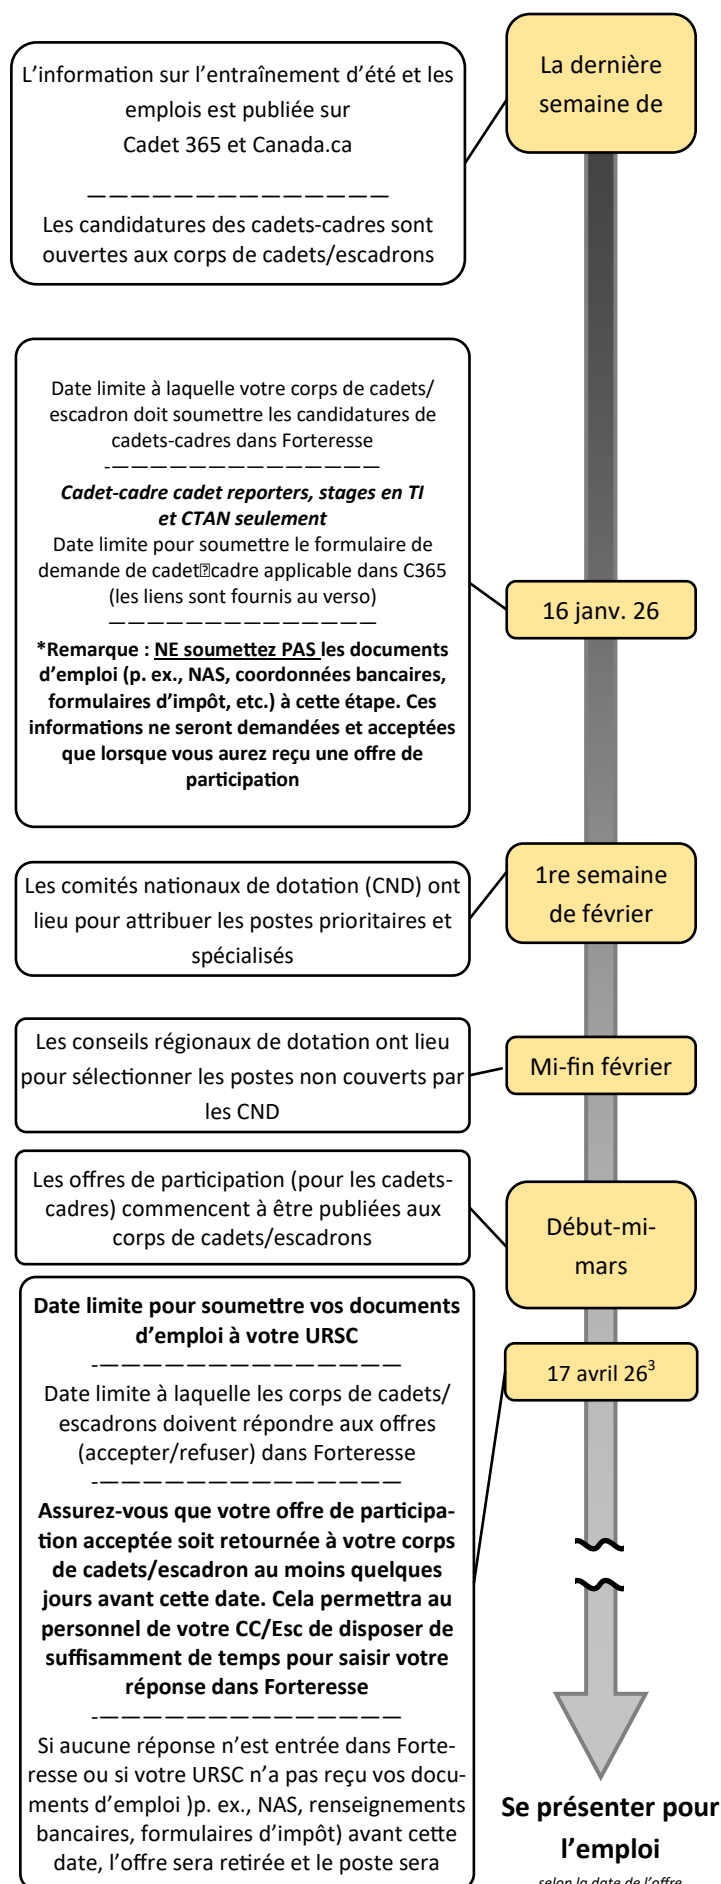 La dernière
semaine de
L’information sur l’entraînement d’été et les
emplois est publiée sur
Cadet 365 et Canada.ca
——————————————
Les candidatures des cadets-cadres sont
ouvertes aux corps de cadets/escadrons
Date limite à laquelle votre corps de cadets/
escadron doit soumettre les candidatures de
cadets-cadres dans Forteresse
-——————————————
Cadet-cadre cadet reporters, stages en TI
et CTAN seulement
Date limite pour soumettre le formulaire de
demande de cadet⍰cadre applicable dans C365
(les liens sont fournis au verso)
——————————————
*Remarque : NE soumettez PAS les documents
d’emploi (p. ex., NAS, coordonnées bancaires,
formulaires d’impôt, etc.) à cette étape. Ces
informations ne seront demandées et acceptées
que lorsque vous aurez reçu une offre de
participation
16 janv. 26
1re semaine
de février
Les comités nationaux de dotation (CND) ont
lieu pour attribuer les postes prioritaires et
spécialisés
Les conseils régionaux de dotation ont lieu
pour sélectionner les postes non couverts par
les CND
Mi-fin février
Les offres de participation (pour les cadets-
cadres) commencent à être publiées aux
corps de cadets/escadrons
Début-mi-
mars
Date limite pour soumettre vos documents
d’emploi à votre URSC
-——————————————
Date limite à laquelle les corps de cadets/
escadrons doivent répondre aux offres
(accepter/refuser) dans Forteresse
-——————————————
Assurez-vous que votre offre de participa-
tion acceptée soit retournée à votre corps
de cadets/escadron au moins quelques
jours avant cette date. Cela permettra au
personnel de votre CC/Esc de disposer de
suffisamment de temps pour saisir votre
réponse dans Forteresse
-——————————————
Si aucune réponse n’est entrée dans Forte-
resse ou si votre URSC n’a pas reçu vos docu-
ments d’emploi )p. ex., NAS, renseignements
bancaires, formulaires d’impôt) avant cette
date, l’offre sera retirée et le poste sera
17 avril 26³
Se présenter pour
l’emploi
selon la date de l’offre